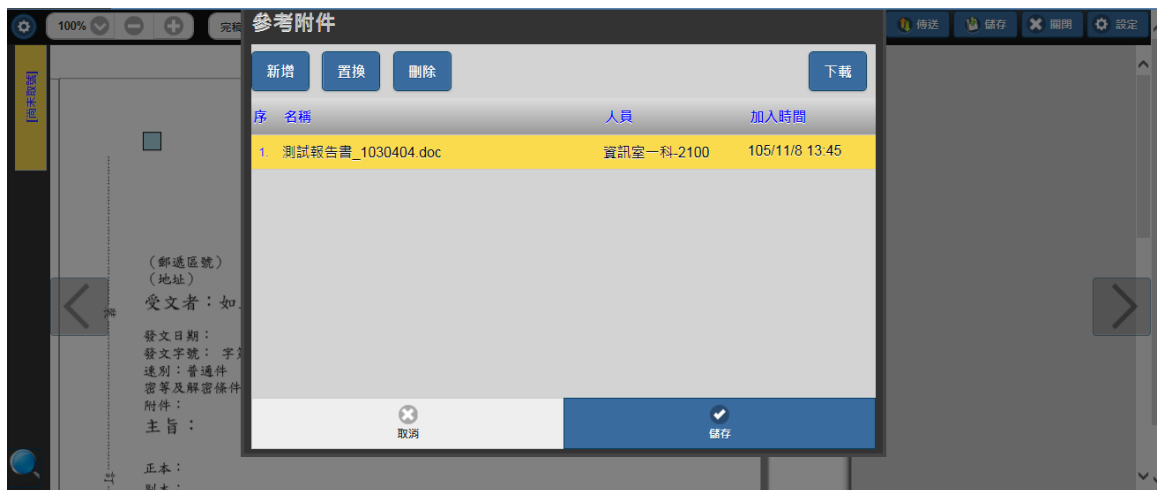 100%
完稿
參考附件
傳送
儲存
關閉
設定
[尚未取號]
新增 置換 刪除 下載
序 名稱 人員 加入時間
1. 測試報告書_1030404.doc 資訊室一科-2100 105/11/8 13:45
(郵遞區號)
(地址)
受文者：如
發文日期：
發文字號： 字第
速別：普通件
密等及解密條件
附件：
主旨：
正本：
副本：
取消
儲存